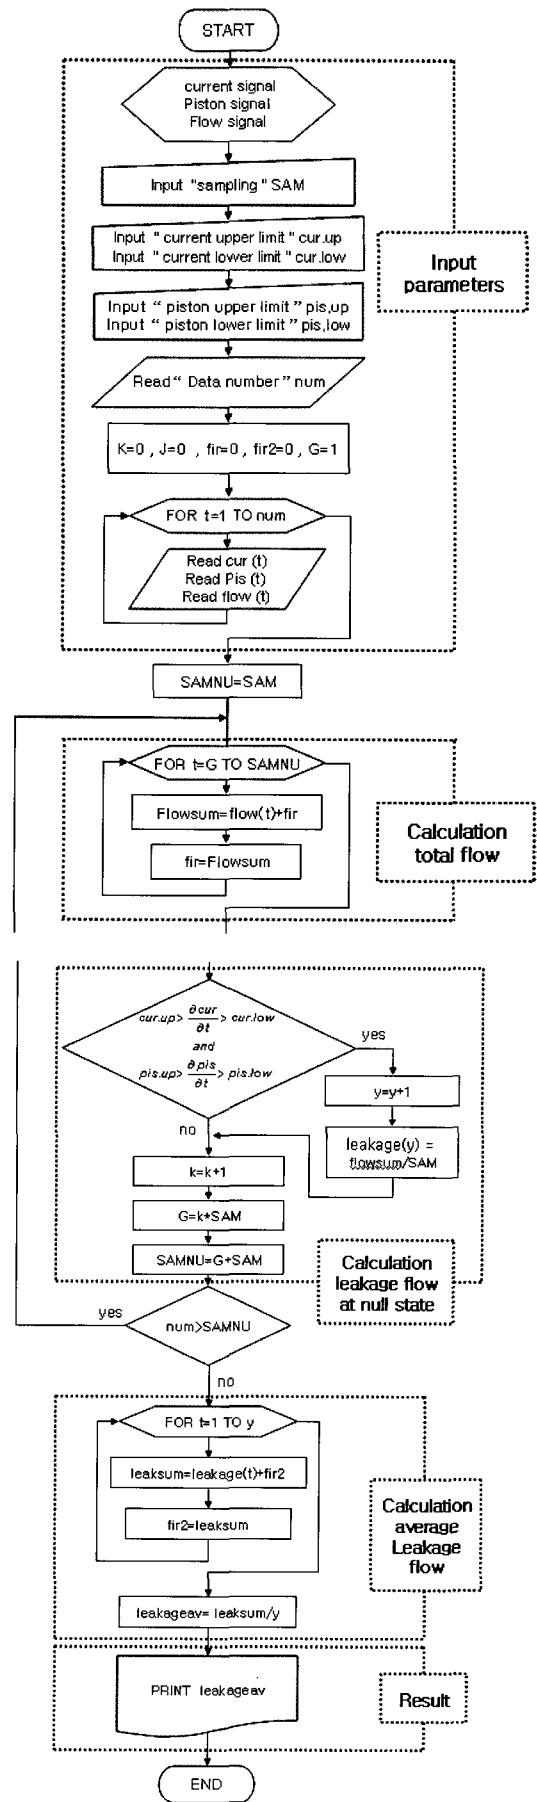 START
current signal
Piston signal
Flow signal
Input "sampling" SAM
Input " current upper limit " cur.up
Input " current lower limit" cur.low
Input
parameters
Input " piston upper limit " pis,up
Input " piston lower limit " pis,low
Read " Data number " num
K=0 , J=0 , fir=0, fir2=0 , G=1
FOR t=1 TO num
Read cur (t)
Read Pis (t)
Read flow (t)
SAMNU=SAM
FOR t=G TO SAMNU
Flowsum=flow(t)+fir
fir=Flowsum
Calculation
total flow
cur.up> ∂cur/∂t > cur.low
and
pis.up> ∂pis/∂t > pis.low
yes
y=y+1
leakage(y) =
flowsum/SAM
no
k=k+1
G=k*SAM
SAMNU=G+SAM
Calculation
leakage flow
at null state
yes
num>SAMNU
no
FOR t=1 TO y
leaksum=leakage(t)+fir2
fir2=leaksum
Calculation
average
Leakage
flow
leakageav= leaksum/y
PRINT leakageav
Result
END